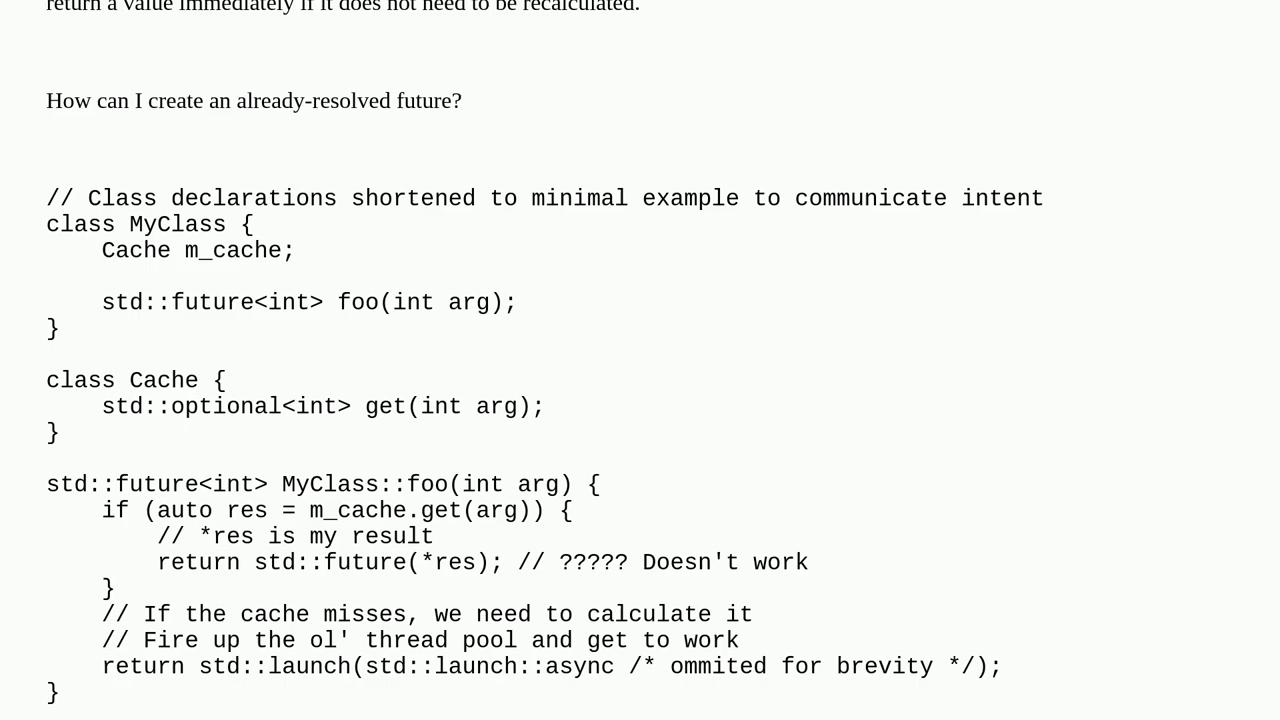 return a value immediately if it does not need to be recalculated.
How can I create an already-resolved future?
// Class declarations shortened to minimal example to communicate intent
class MyClass {
    Cache m_cache;

    std::future<int> foo(int arg);
}

class Cache {
    std::optional<int> get(int arg);
}

std::future<int> MyClass::foo(int arg) {
    if (auto res = m_cache.get(arg)) {
        // *res is my result
        return std::future(*res); // ????? Doesn't work
    }
    // If the cache misses, we need to calculate it
    // Fire up the ol' thread pool and get to work
    return std::launch(std::launch::async /* ommited for brevity */);
}